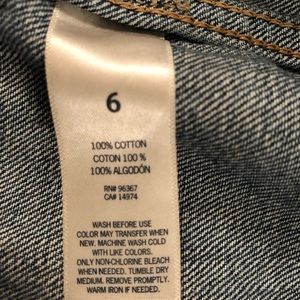 6
100% COTTON
COTON 100 %
100% ALGODÓN
RN# 96367
CA# 14974
WASH BEFORE USE
COLOR MAY TRANSFER WHEN
NEW. MACHINE WASH COLD
WITH LIKE COLORS.
ONLY NON-CHLORINE BLEACH
WHEN NEEDED. TUMBLE DRY
MEDIUM. REMOVE PROMPTLY.
WARM IRON IF NEEDED.